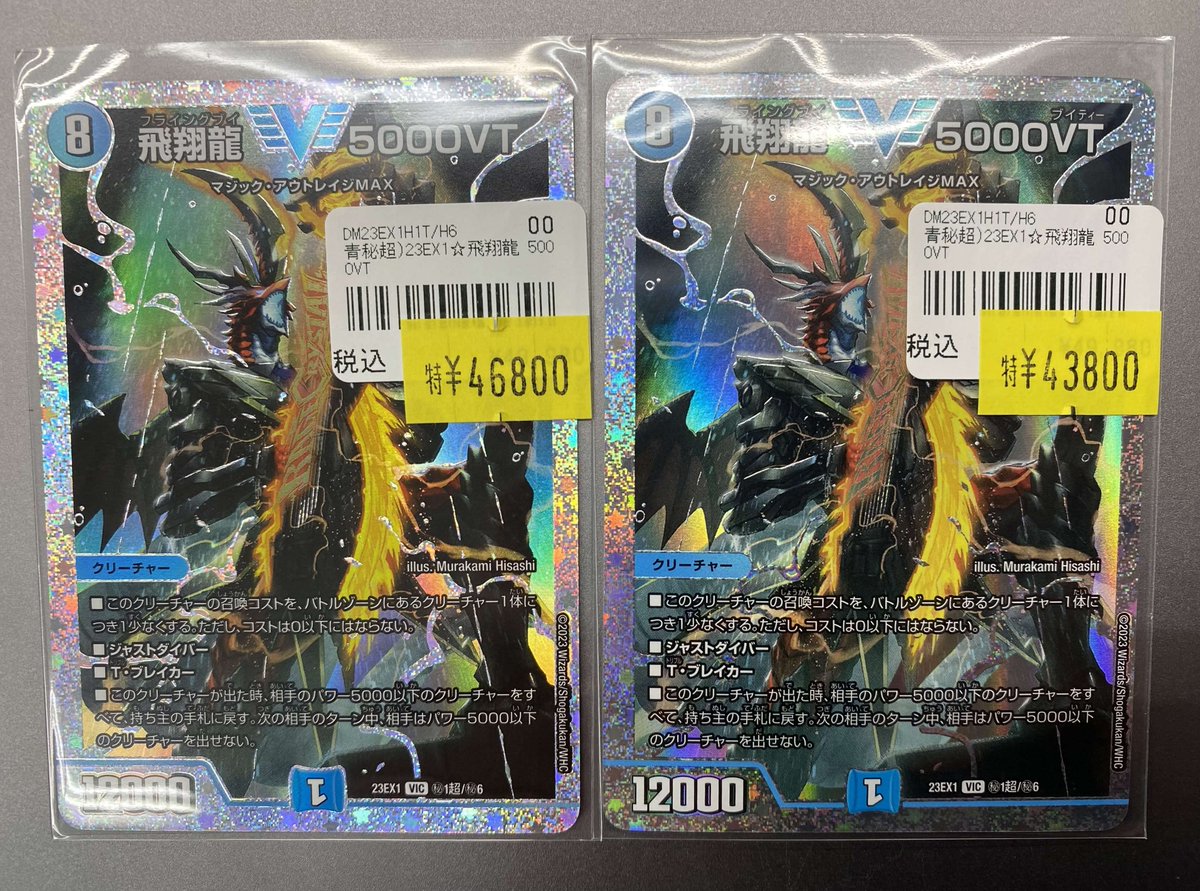 8
フライングブイ
飛翔龍 5000VT
マジック・アウトレイジMAX
DM23EX1H1T/H6 00
青秘超)23EX1☆飛翔龍 500
0VT
税込
特¥46800
クリーチャー
illus. Murakami Hisashi
■このクリーチャーの召喚コストを、バトルゾーンにあるクリーチャー1体に
つき1少なくする。ただし、コストは0以下にはならない。
■ジャストダイバー
■T・ブレイカー
■このクリーチャーが出た時、相手のパワー5000以下のクリーチャーをす
べて、持ち主の手札に戻す。次の相手のターン中、相手はパワー5000以下
のクリーチャーを出せない。
©2023 Wizards/Shogakukan/WHC
12000
1
23EX1 VIC ㊙1超/㊙6
8
フライングブイ ブイティー
飛翔龍 5000VT
マジック・アウトレイジMAX
DM23EX1H1T/H6 00
青秘超)23EX1☆飛翔龍 500
0VT
税込
特¥43800
クリーチャー
illus. Murakami Hisashi
■このクリーチャーの召喚コストを、バトルゾーンにあるクリーチャー1体に
つき1少なくする。ただし、コストは0以下にはならない。
■ジャストダイバー
■T・ブレイカー
■このクリーチャーが出た時、相手のパワー5000以下のクリーチャーをす
べて、持ち主の手札に戻す。次の相手のターン中、相手はパワー5000以下
のクリーチャーを出せない。
©2023 Wizards/Shogakukan/WHC
12000
1
23EX1 VIC ㊙1超/㊙6